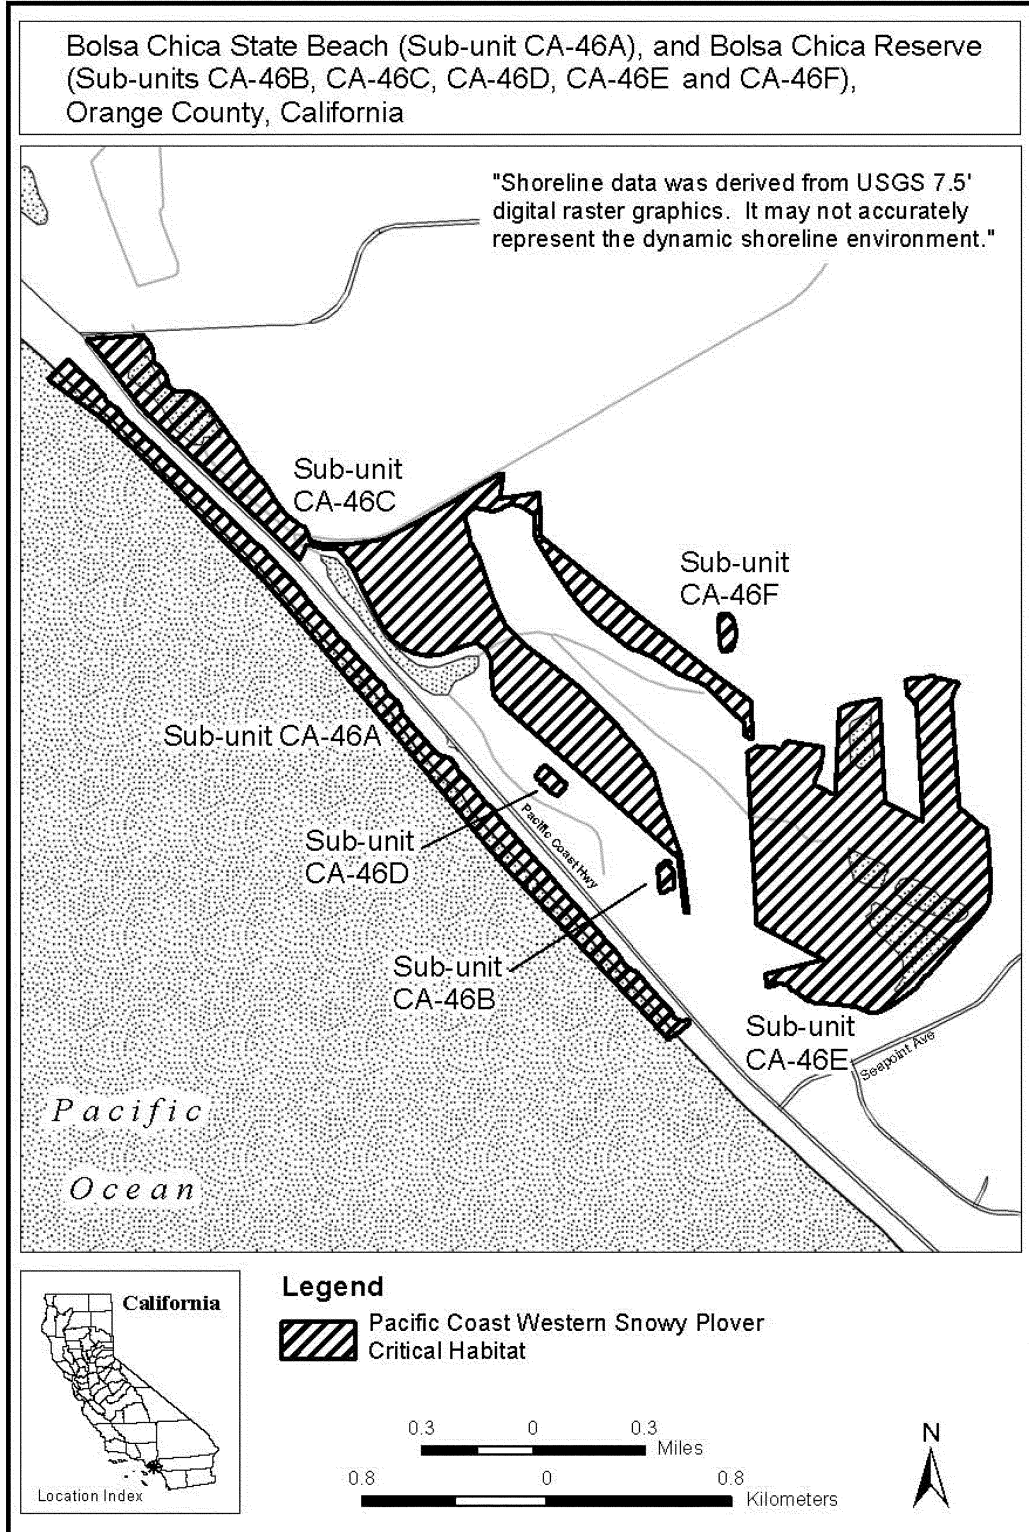 Bolsa Chica State Beach (Sub-unit CA-46A), and Bolsa Chica Reserve
(Sub-units CA-46B, CA-46C, CA-46D, CA-46E and CA-46F),
Orange County, California
"Shoreline data was derived from USGS 7.5'
digital raster graphics. It may not accurately
represent the dynamic shoreline environment."
Sub-unit
CA-46C
Sub-unit
CA-46F
Sub-unit CA-46A
Sub-unit
CA-46D
Pacific Coast Hwy
Sub-unit
CA-46B
Sub-unit
CA-46E
Seapoint Ave
Pacific
Ocean
California
Location Index
Legend
Pacific Coast Western Snowy Plover
Critical Habitat
0.3 0 0.3
Miles
0.8 0 0.8
Kilometers
N